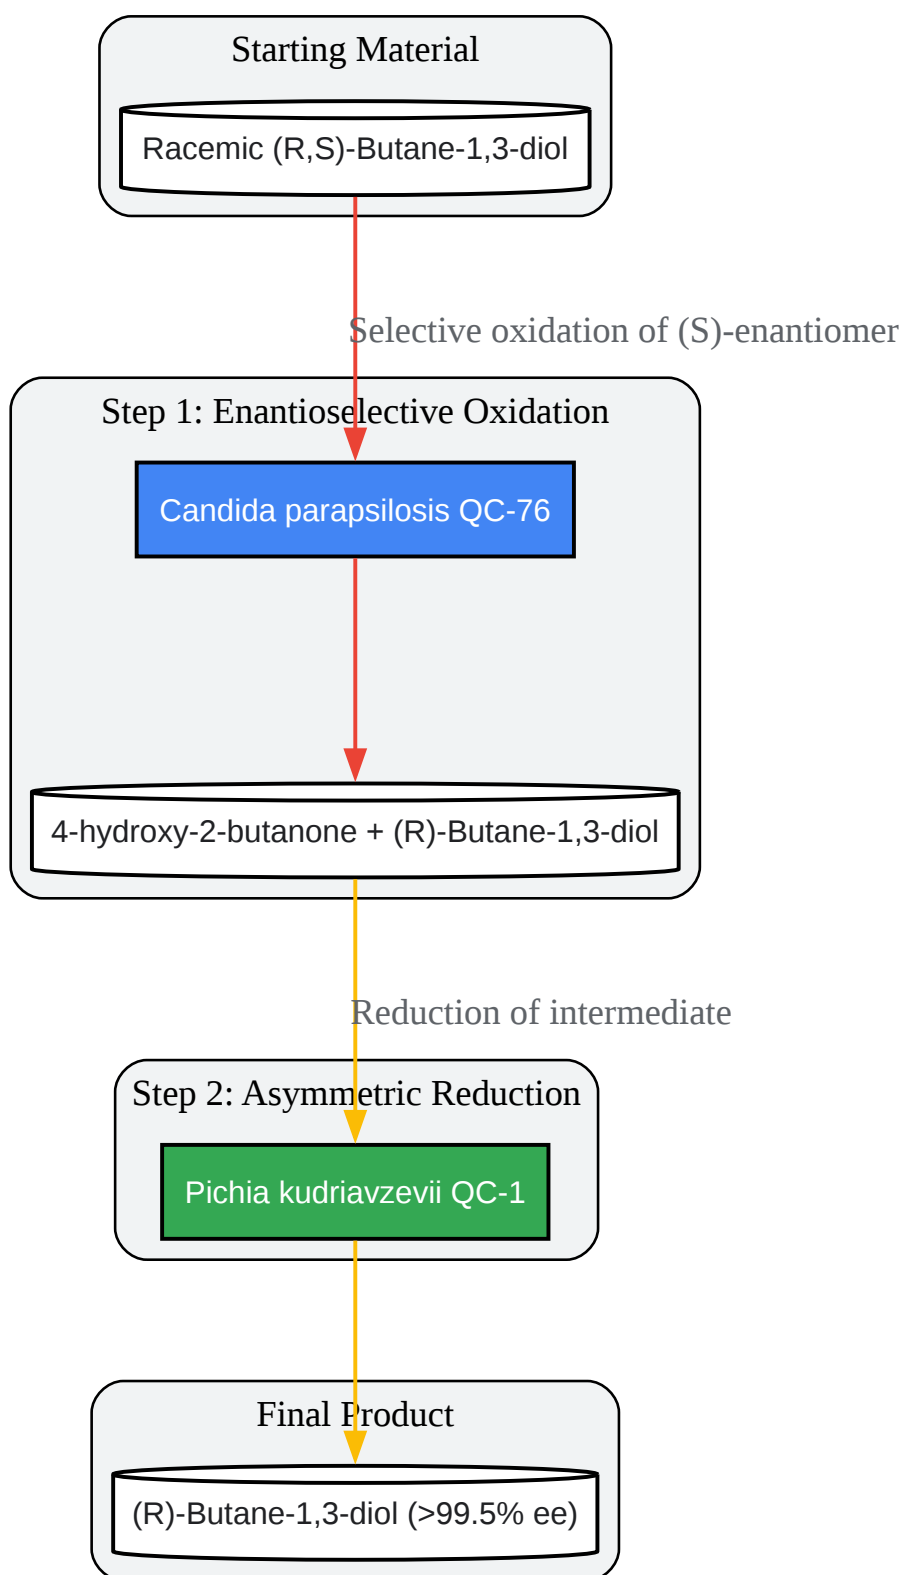 Starting Material
Racemic (R,S)-Butane-1,3-diol
Selective oxidation of (S)-enantiomer
Step 1: Enantioselective Oxidation
Candida parapsilosis QC-76
4-hydroxy-2-butanone + (R)-Butane-1,3-diol
Reduction of intermediate
Step 2: Asymmetric Reduction
Pichia kudriavzevii QC-1
Final Product
(R)-Butane-1,3-diol (>99.5% ee)